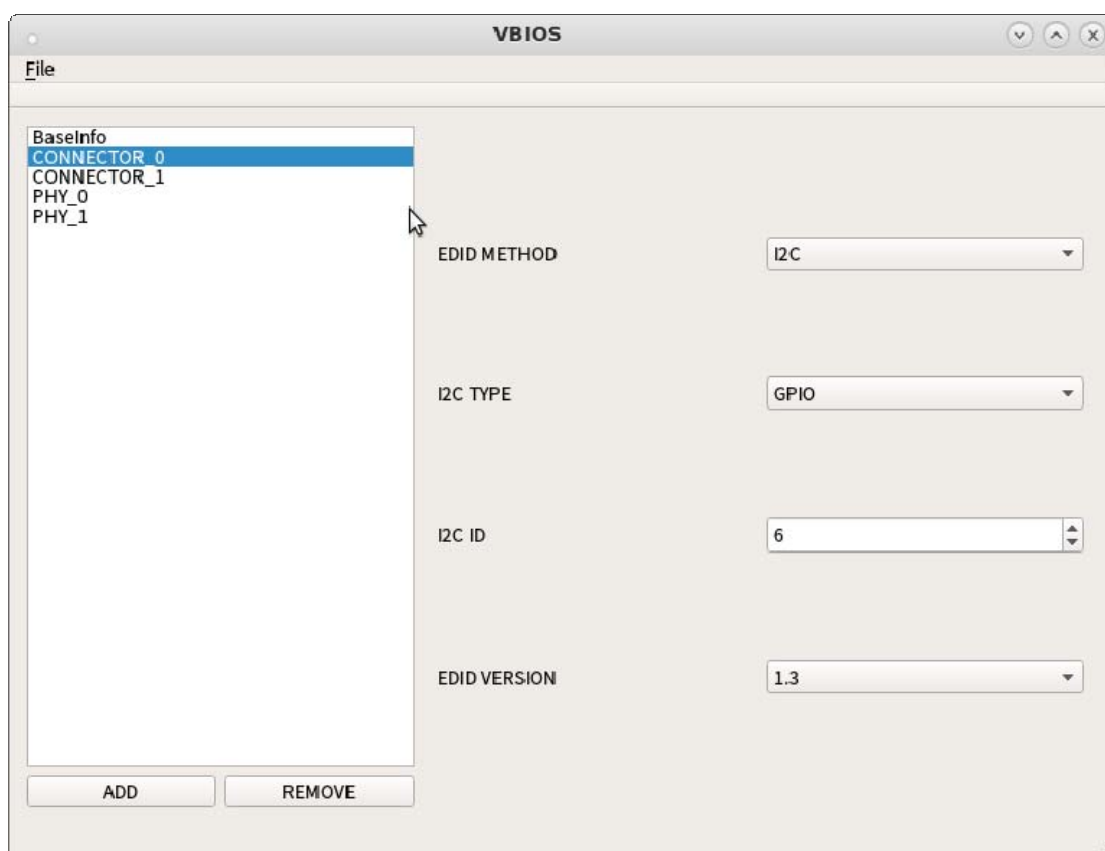 VBIOS
File
BaseInfo
CONNECTOR_0
CONNECTOR_1
PHY_0
PHY_1
EDID METHOD
I2C
I2C TYPE
GPIO
I2C ID
6
EDID VERSION
1.3
ADD
REMOVE